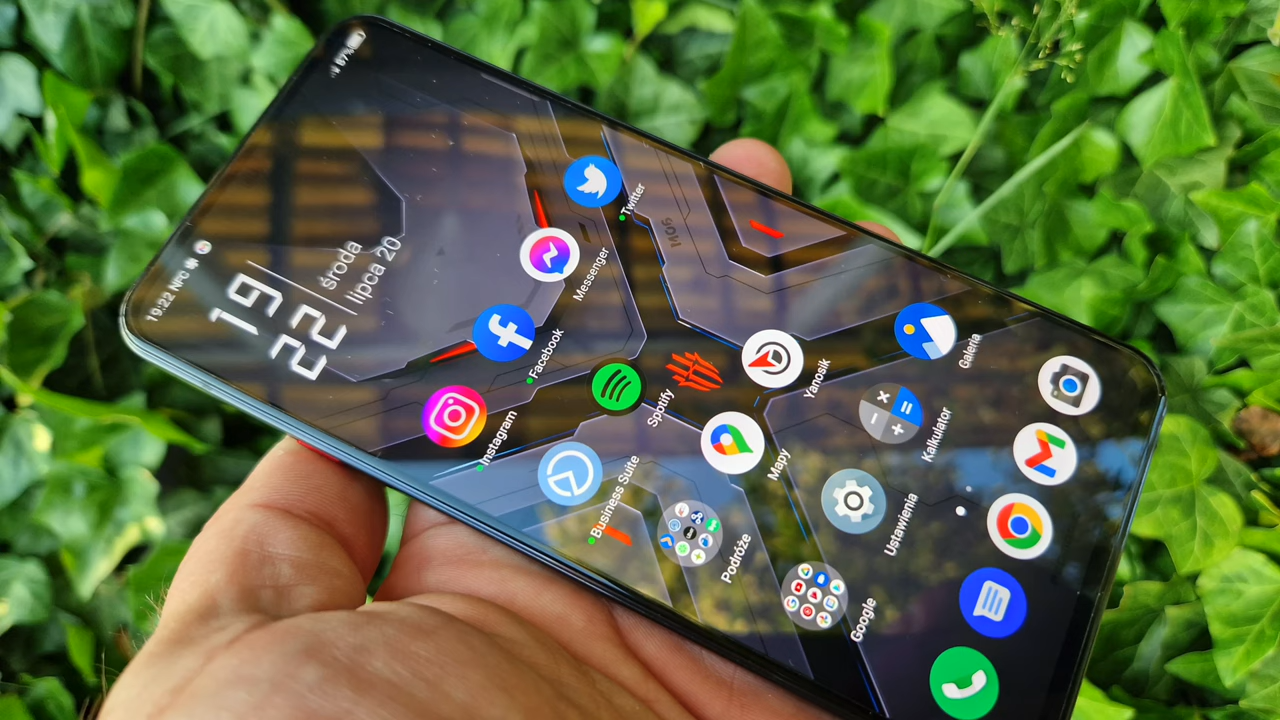 19:22 NFC
67%
19
22
środa
lipca 20
Instagram
Facebook
Messenger
Twitter
Business Suite
Spotify
Podróże
Mapy
Yanosik
Google
Ustawienia
Kalkulator
Galeria